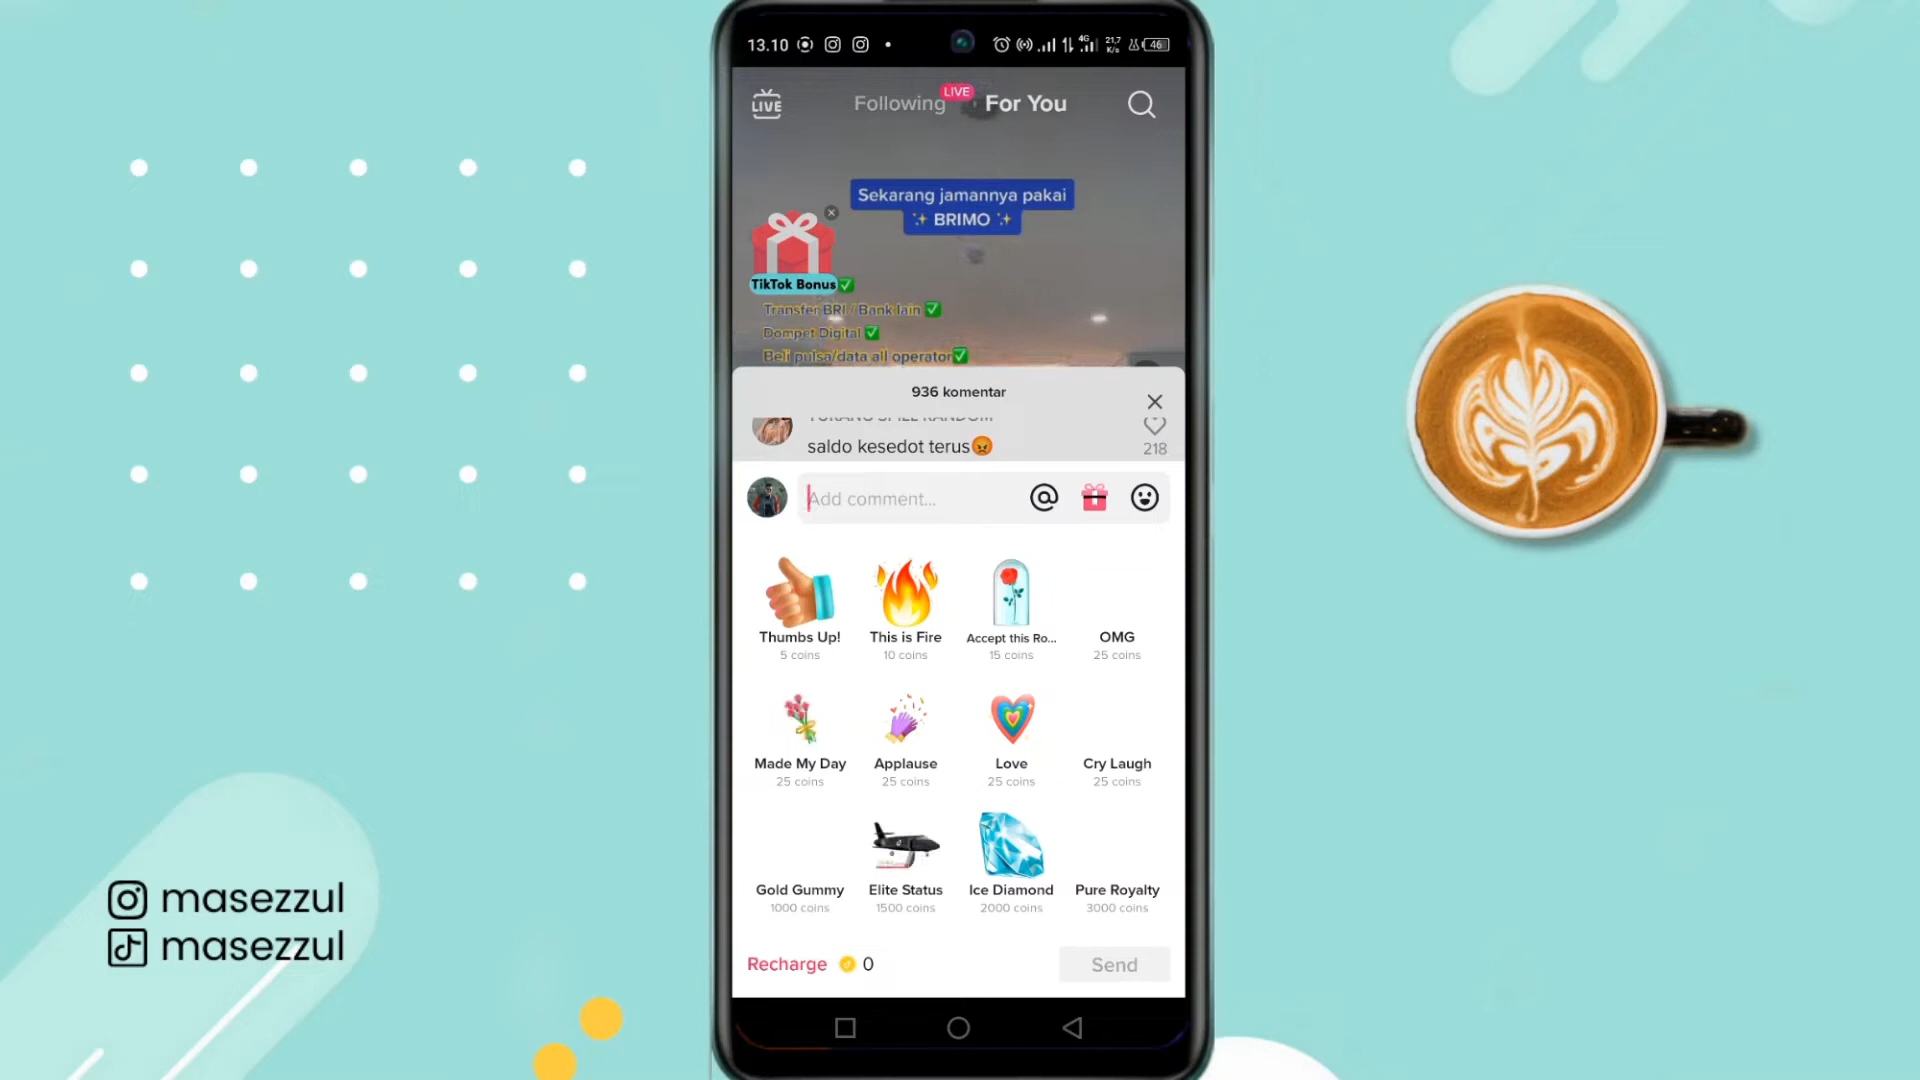 13.10
4G
21,7
K/s
46
LIVE
Following
LIVE
For You
Sekarang jamannya pakai
✨ BRIMO ✨
TikTok Bonus ✅
Transfer BRI / Bank lain ✅
Dompet Digital ✅
Beli pulsa/data all operator ✅
936 komentar
saldo kesedot terus😡
218
Add comment...
Thumbs Up!
5 coins
This is Fire
10 coins
Accept this Ro...
15 coins
OMG
25 coins
Made My Day
25 coins
Applause
25 coins
Love
25 coins
Cry Laugh
25 coins
Gold Gummy
1000 coins
Elite Status
1500 coins
Ice Diamond
2000 coins
Pure Royalty
3000 coins
Recharge
0
Send
masezzul
masezzul